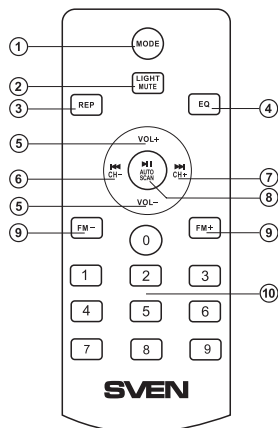 1 MODE
2 LIGHT
MUTE
3 REP
EQ 4
5 VOL+
6 ⏮ CH-
⏯ AUTO SCAN
⏭ CH+ 7
5 VOL–
8
9 FM–
FM+ 9
0
10
1 2 3
4 5 6
7 8 9
SVEN